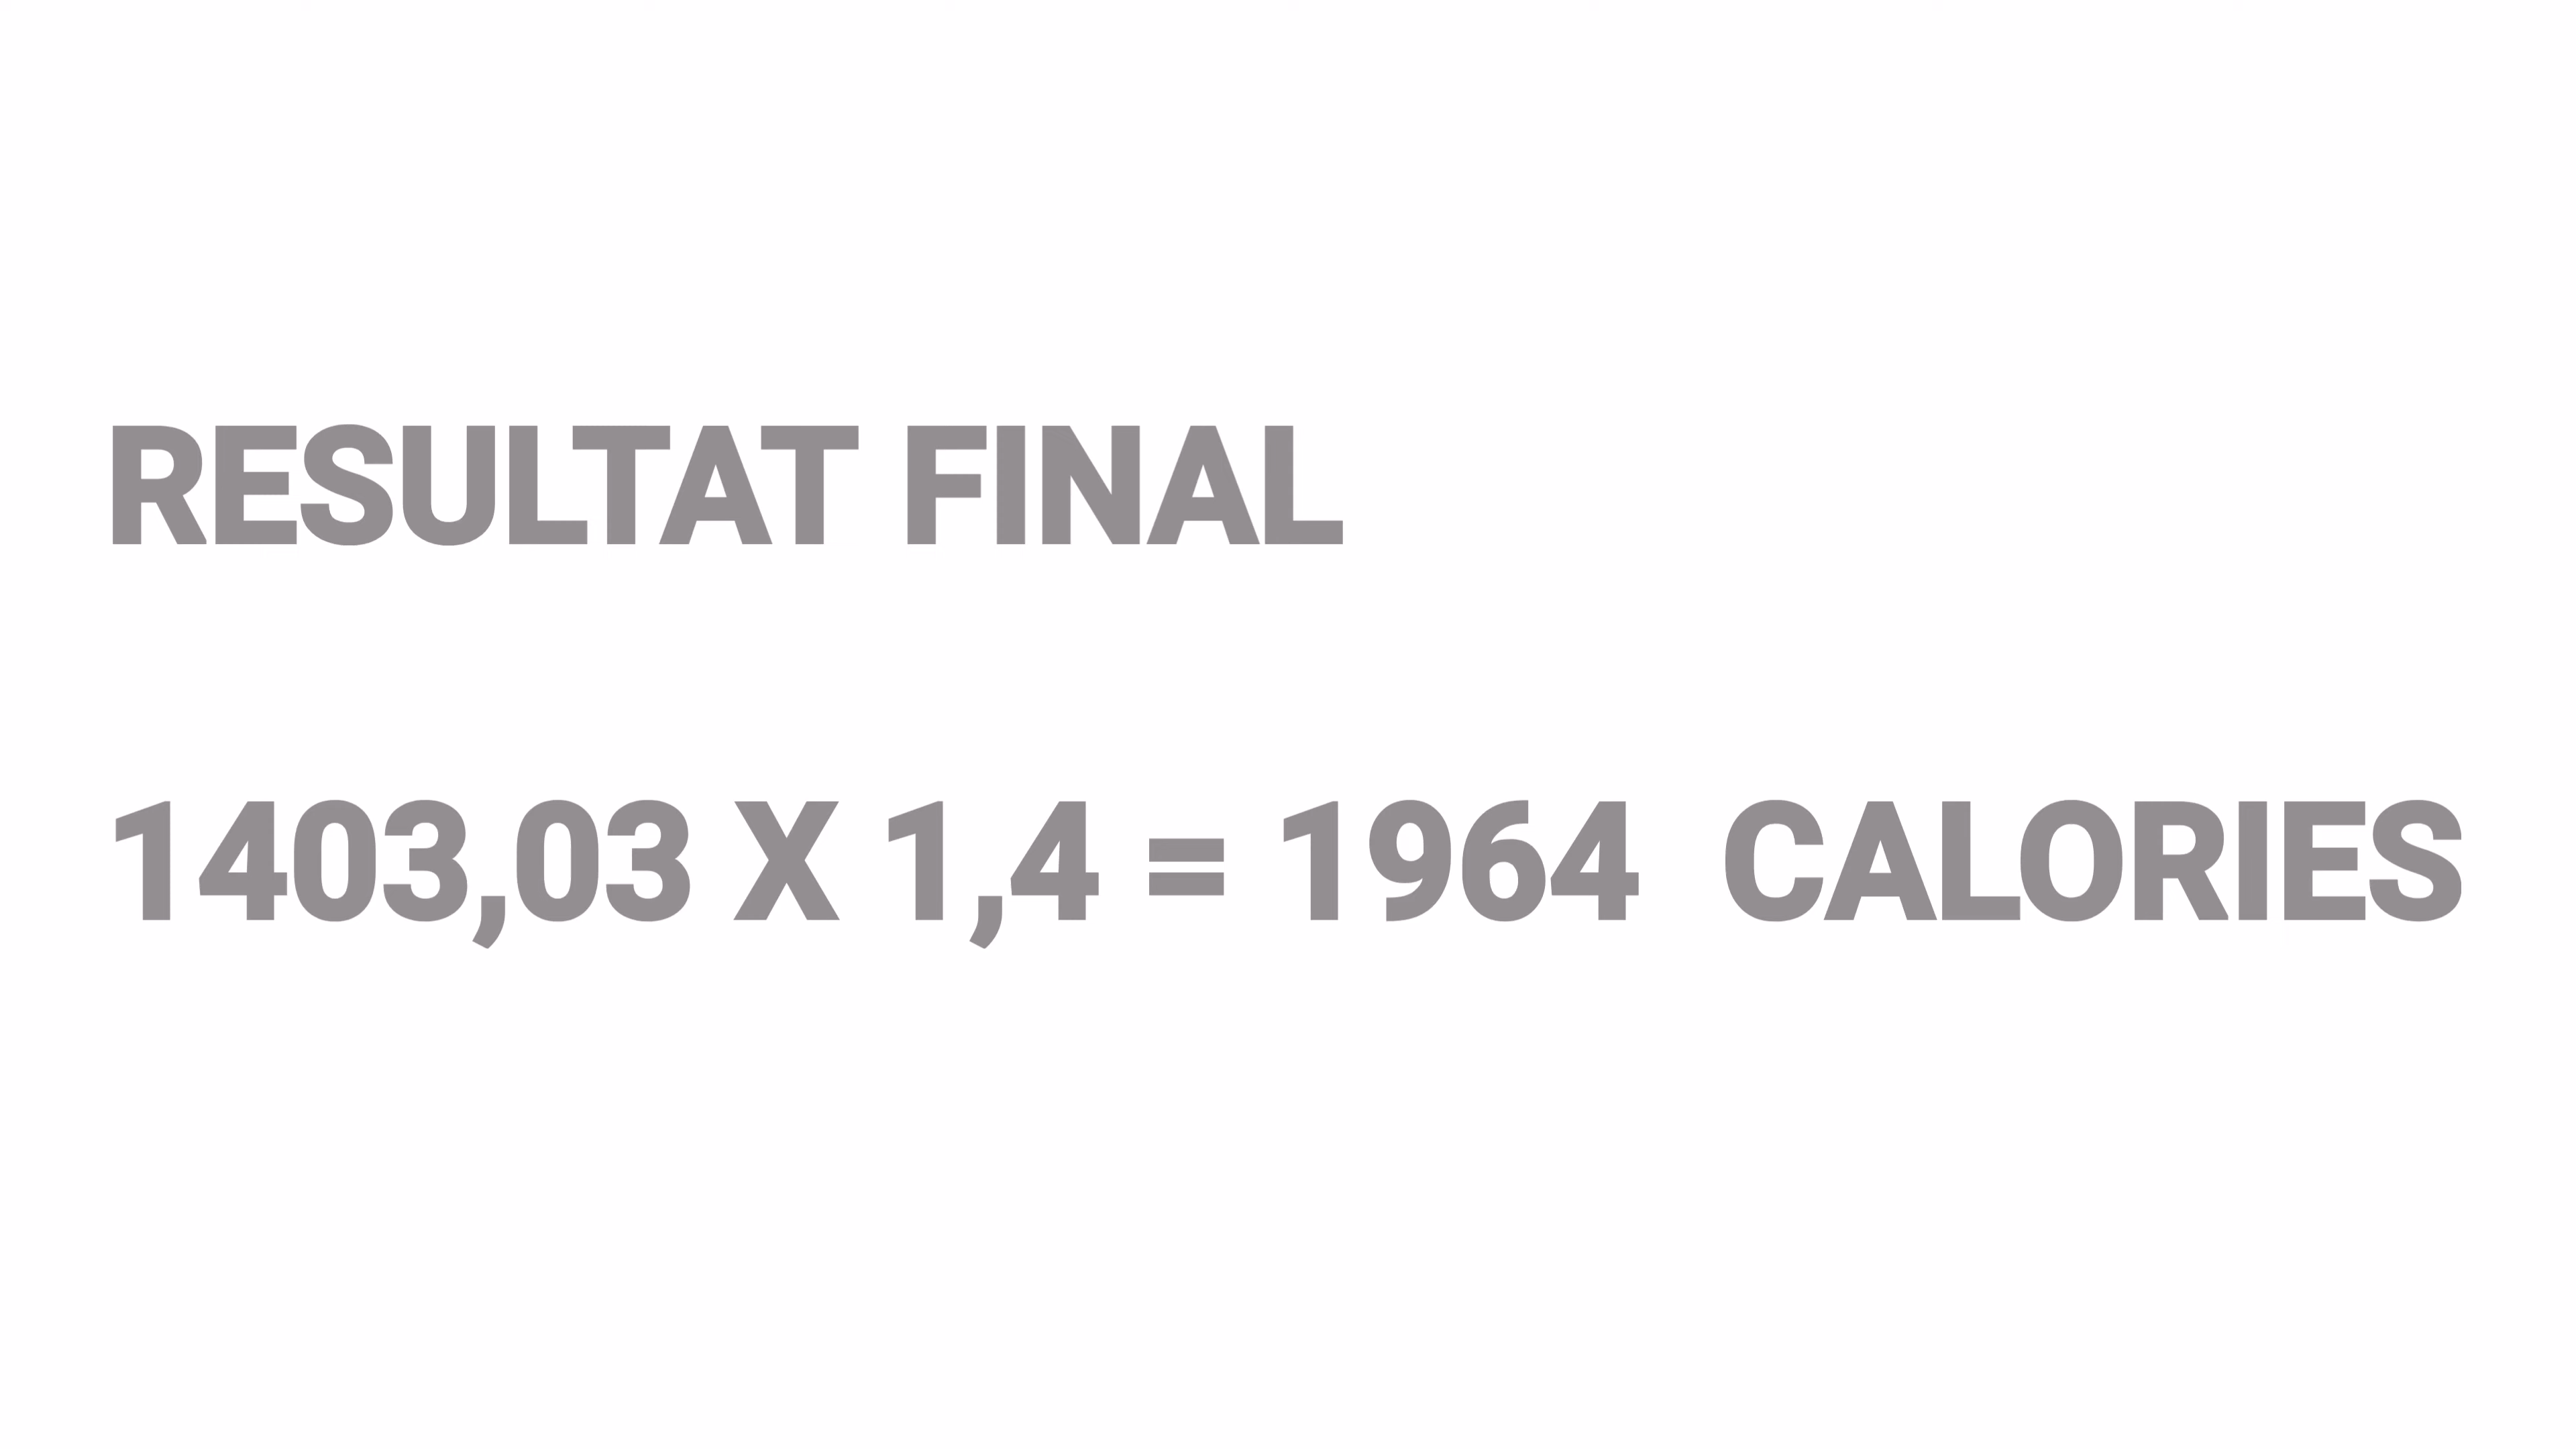 RESULTAT FINAL
1403,03 X 1,4 = 1964 CALORIES